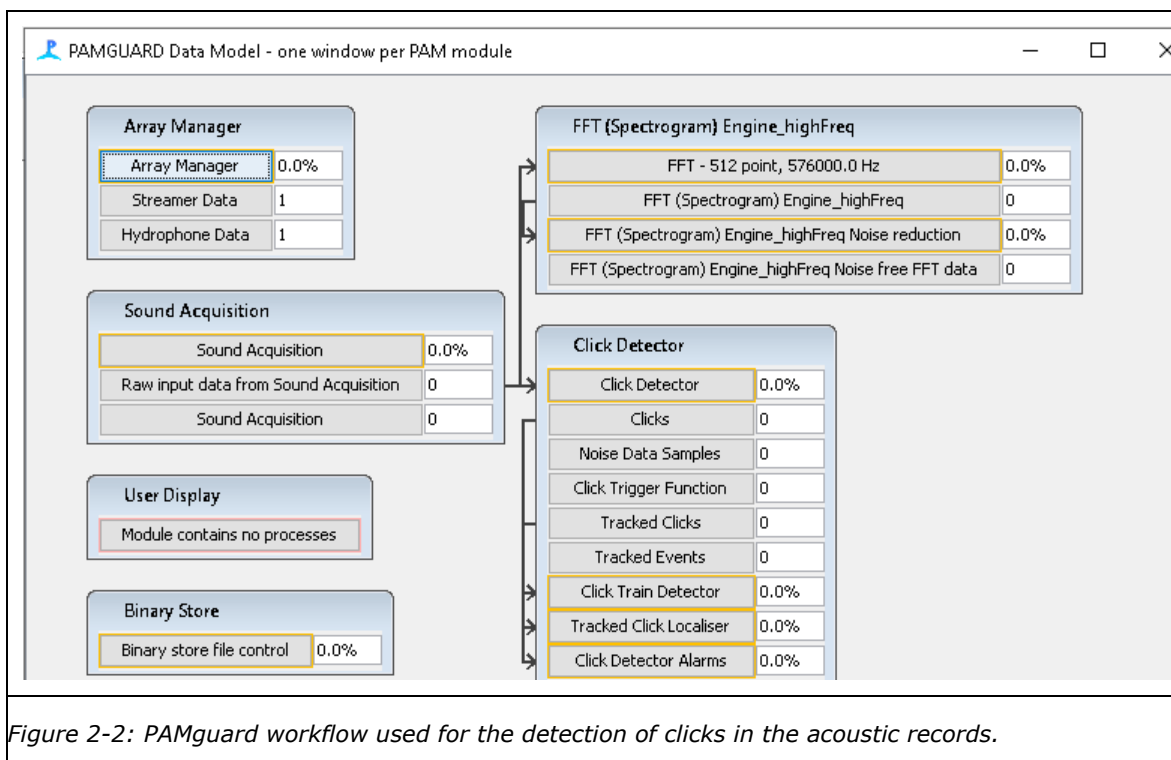 PAMGUARD Data Model - one window per PAM module
Array Manager
Array Manager 0.0%
Streamer Data 1
Hydrophone Data 1
Sound Acquisition
Sound Acquisition 0.0%
Raw input data from Sound Acquisition 0
Sound Acquisition 0
User Display
Module contains no processes
Binary Store
Binary store file control 0.0%
FFT (Spectrogram) Engine_highFreq
FFT - 512 point, 576000.0 Hz 0.0%
FFT (Spectrogram) Engine_highFreq 0
FFT (Spectrogram) Engine_highFreq Noise reduction 0.0%
FFT (Spectrogram) Engine_highFreq Noise free FFT data 0
Click Detector
Click Detector 0.0%
Clicks 0
Noise Data Samples 0
Click Trigger Function 0
Tracked Clicks 0
Tracked Events 0
Click Train Detector 0.0%
Tracked Click Localiser 0.0%
Click Detector Alarms 0.0%
Figure 2-2: PAMguard workflow used for the detection of clicks in the acoustic records.